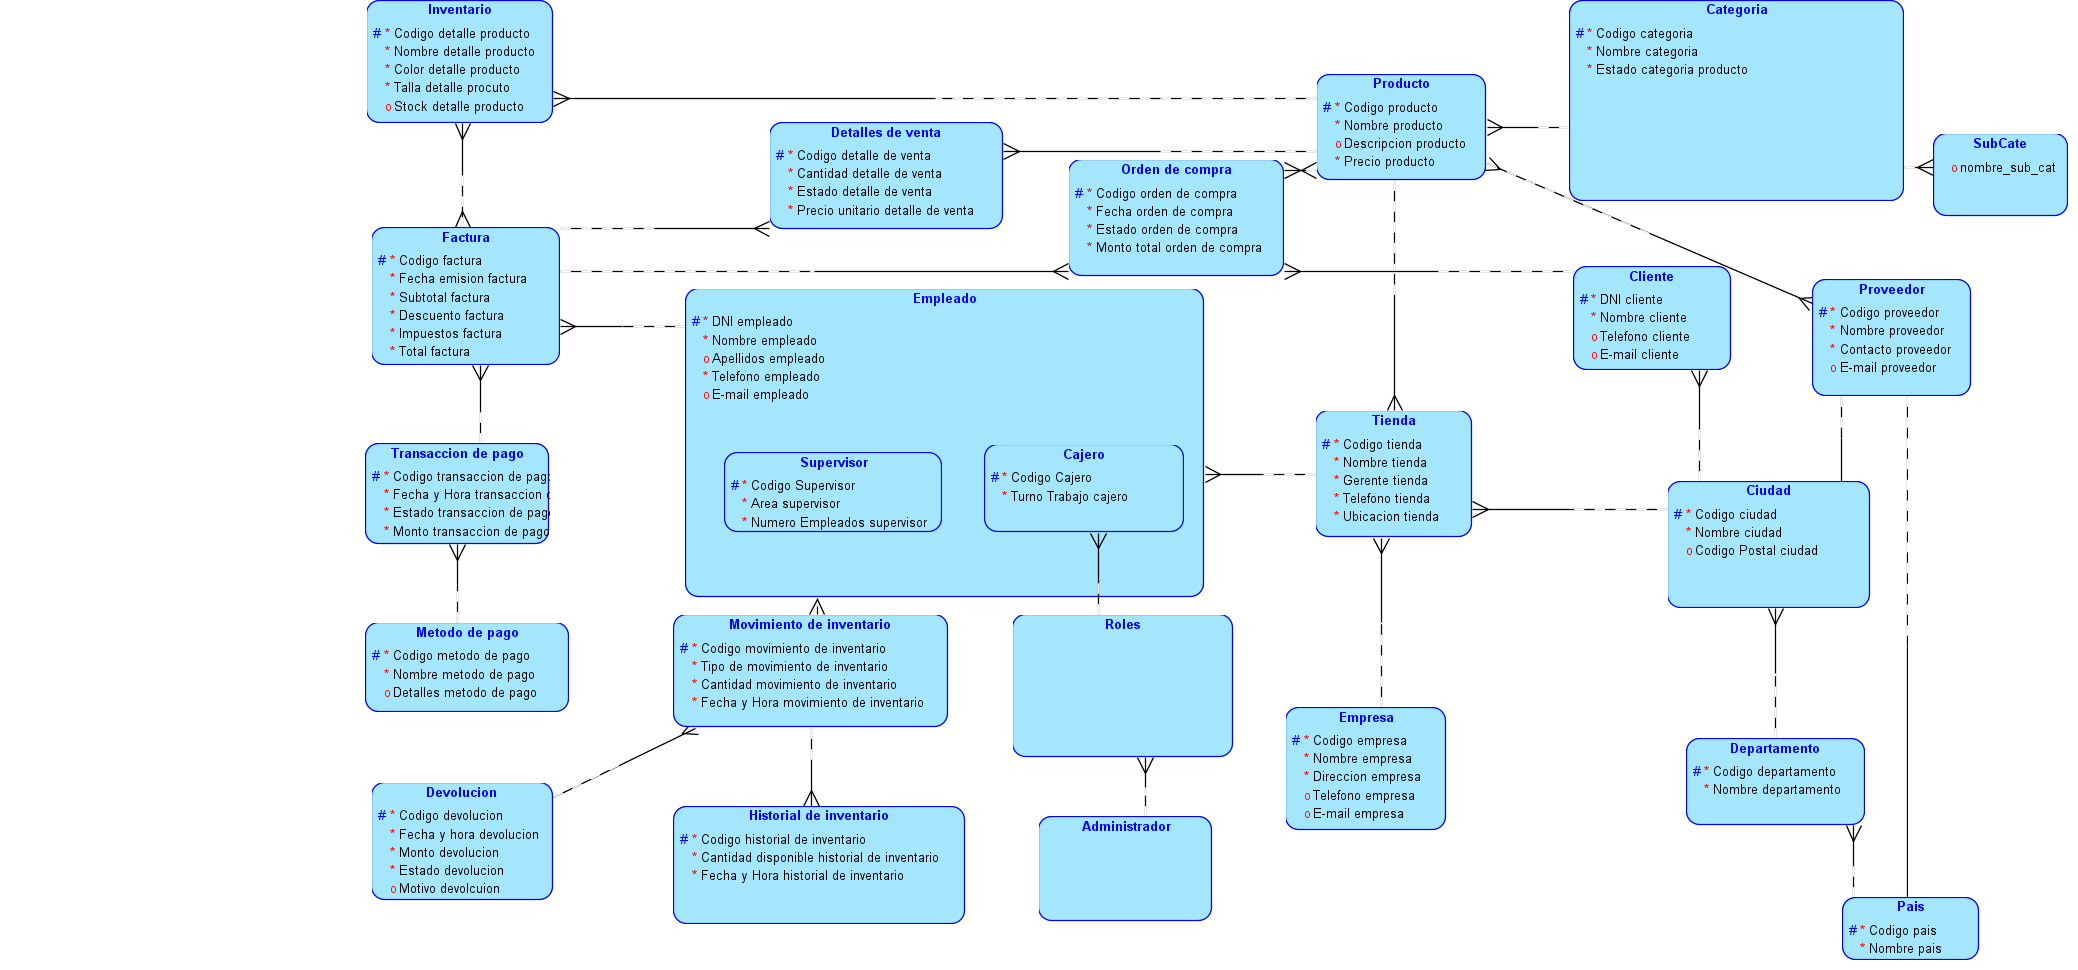 Inventario
# * Codigo detalle producto
* Nombre detalle producto
* Color detalle producto
* Talla detalle procuto
o Stock detalle producto
Categoria
# * Codigo categoria
* Nombre categoria
* Estado categoria producto
Producto
# * Codigo producto
* Nombre producto
o Descripcion producto
* Precio producto
Detalles de venta
# * Codigo detalle de venta
* Cantidad detalle de venta
* Estado detalle de venta
* Precio unitario detalle de venta
SubCate
o nombre_sub_cat
Orden de compra
# * Codigo orden de compra
* Fecha orden de compra
* Estado orden de compra
* Monto total orden de compra
Factura
# * Codigo factura
* Fecha emision factura
* Subtotal factura
* Descuento factura
* Impuestos factura
* Total factura
Cliente
# * DNI cliente
* Nombre cliente
o Telefono cliente
o E-mail cliente
Proveedor
# * Codigo proveedor
* Nombre proveedor
* Contacto proveedor
o E-mail proveedor
Empleado
# * DNI empleado
* Nombre empleado
o Apellidos empleado
* Telefono empleado
o E-mail empleado
Supervisor
# * Codigo Supervisor
* Area supervisor
* Numero Empleados supervisor
Cajero
# * Codigo Cajero
* Turno Trabajo cajero
Tienda
# * Codigo tienda
* Nombre tienda
* Gerente tienda
* Telefono tienda
* Ubicacion tienda
Transaccion de pago
# * Codigo transaccion de pag
* Fecha y Hora transaccion
* Estado transaccion de pag
* Monto transaccion de pago
Ciudad
# * Codigo ciudad
* Nombre ciudad
o Codigo Postal ciudad
Metodo de pago
# * Codigo metodo de pago
* Nombre metodo de pago
o Detalles metodo de pago
Movimiento de inventario
# * Codigo movimiento de inventario
* Tipo de movimiento de inventario
* Cantidad movimiento de inventario
* Fecha y Hora movimiento de inventario
Roles
Empresa
# * Codigo empresa
* Nombre empresa
* Direccion empresa
o Telefono empresa
o E-mail empresa
Departamento
# * Codigo departamento
* Nombre departamento
Devolucion
# * Codigo devolucion
* Fecha y hora devolucion
* Monto devolucion
* Estado devolucion
o Motivo devolcuion
Historial de inventario
# * Codigo historial de inventario
* Cantidad disponible historial de inventario
* Fecha y Hora historial de inventario
Administrador
Pais
# * Codigo pais
* Nombre pais